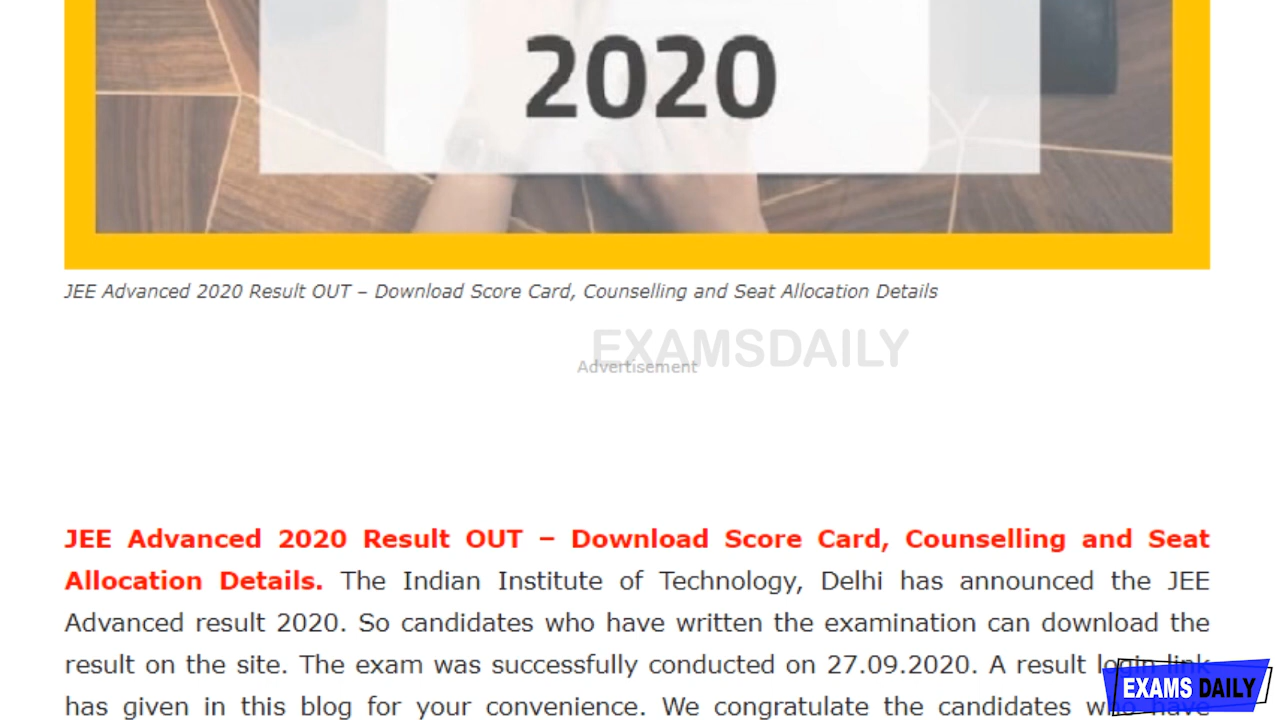 2020
JEE Advanced 2020 Result OUT – Download Score Card, Counselling and Seat Allocation Details
EXAMSDAILY
Advertisement
JEE Advanced 2020 Result OUT – Download Score Card, Counselling and Seat
Allocation Details. The Indian Institute of Technology, Delhi has announced the JEE
Advanced result 2020. So candidates who have written the examination can download the
result on the site. The exam was successfully conducted on 27.09.2020. A result login link
has given in this blog for your convenience. We congratulate the candidates who have
EXAMS DAILY